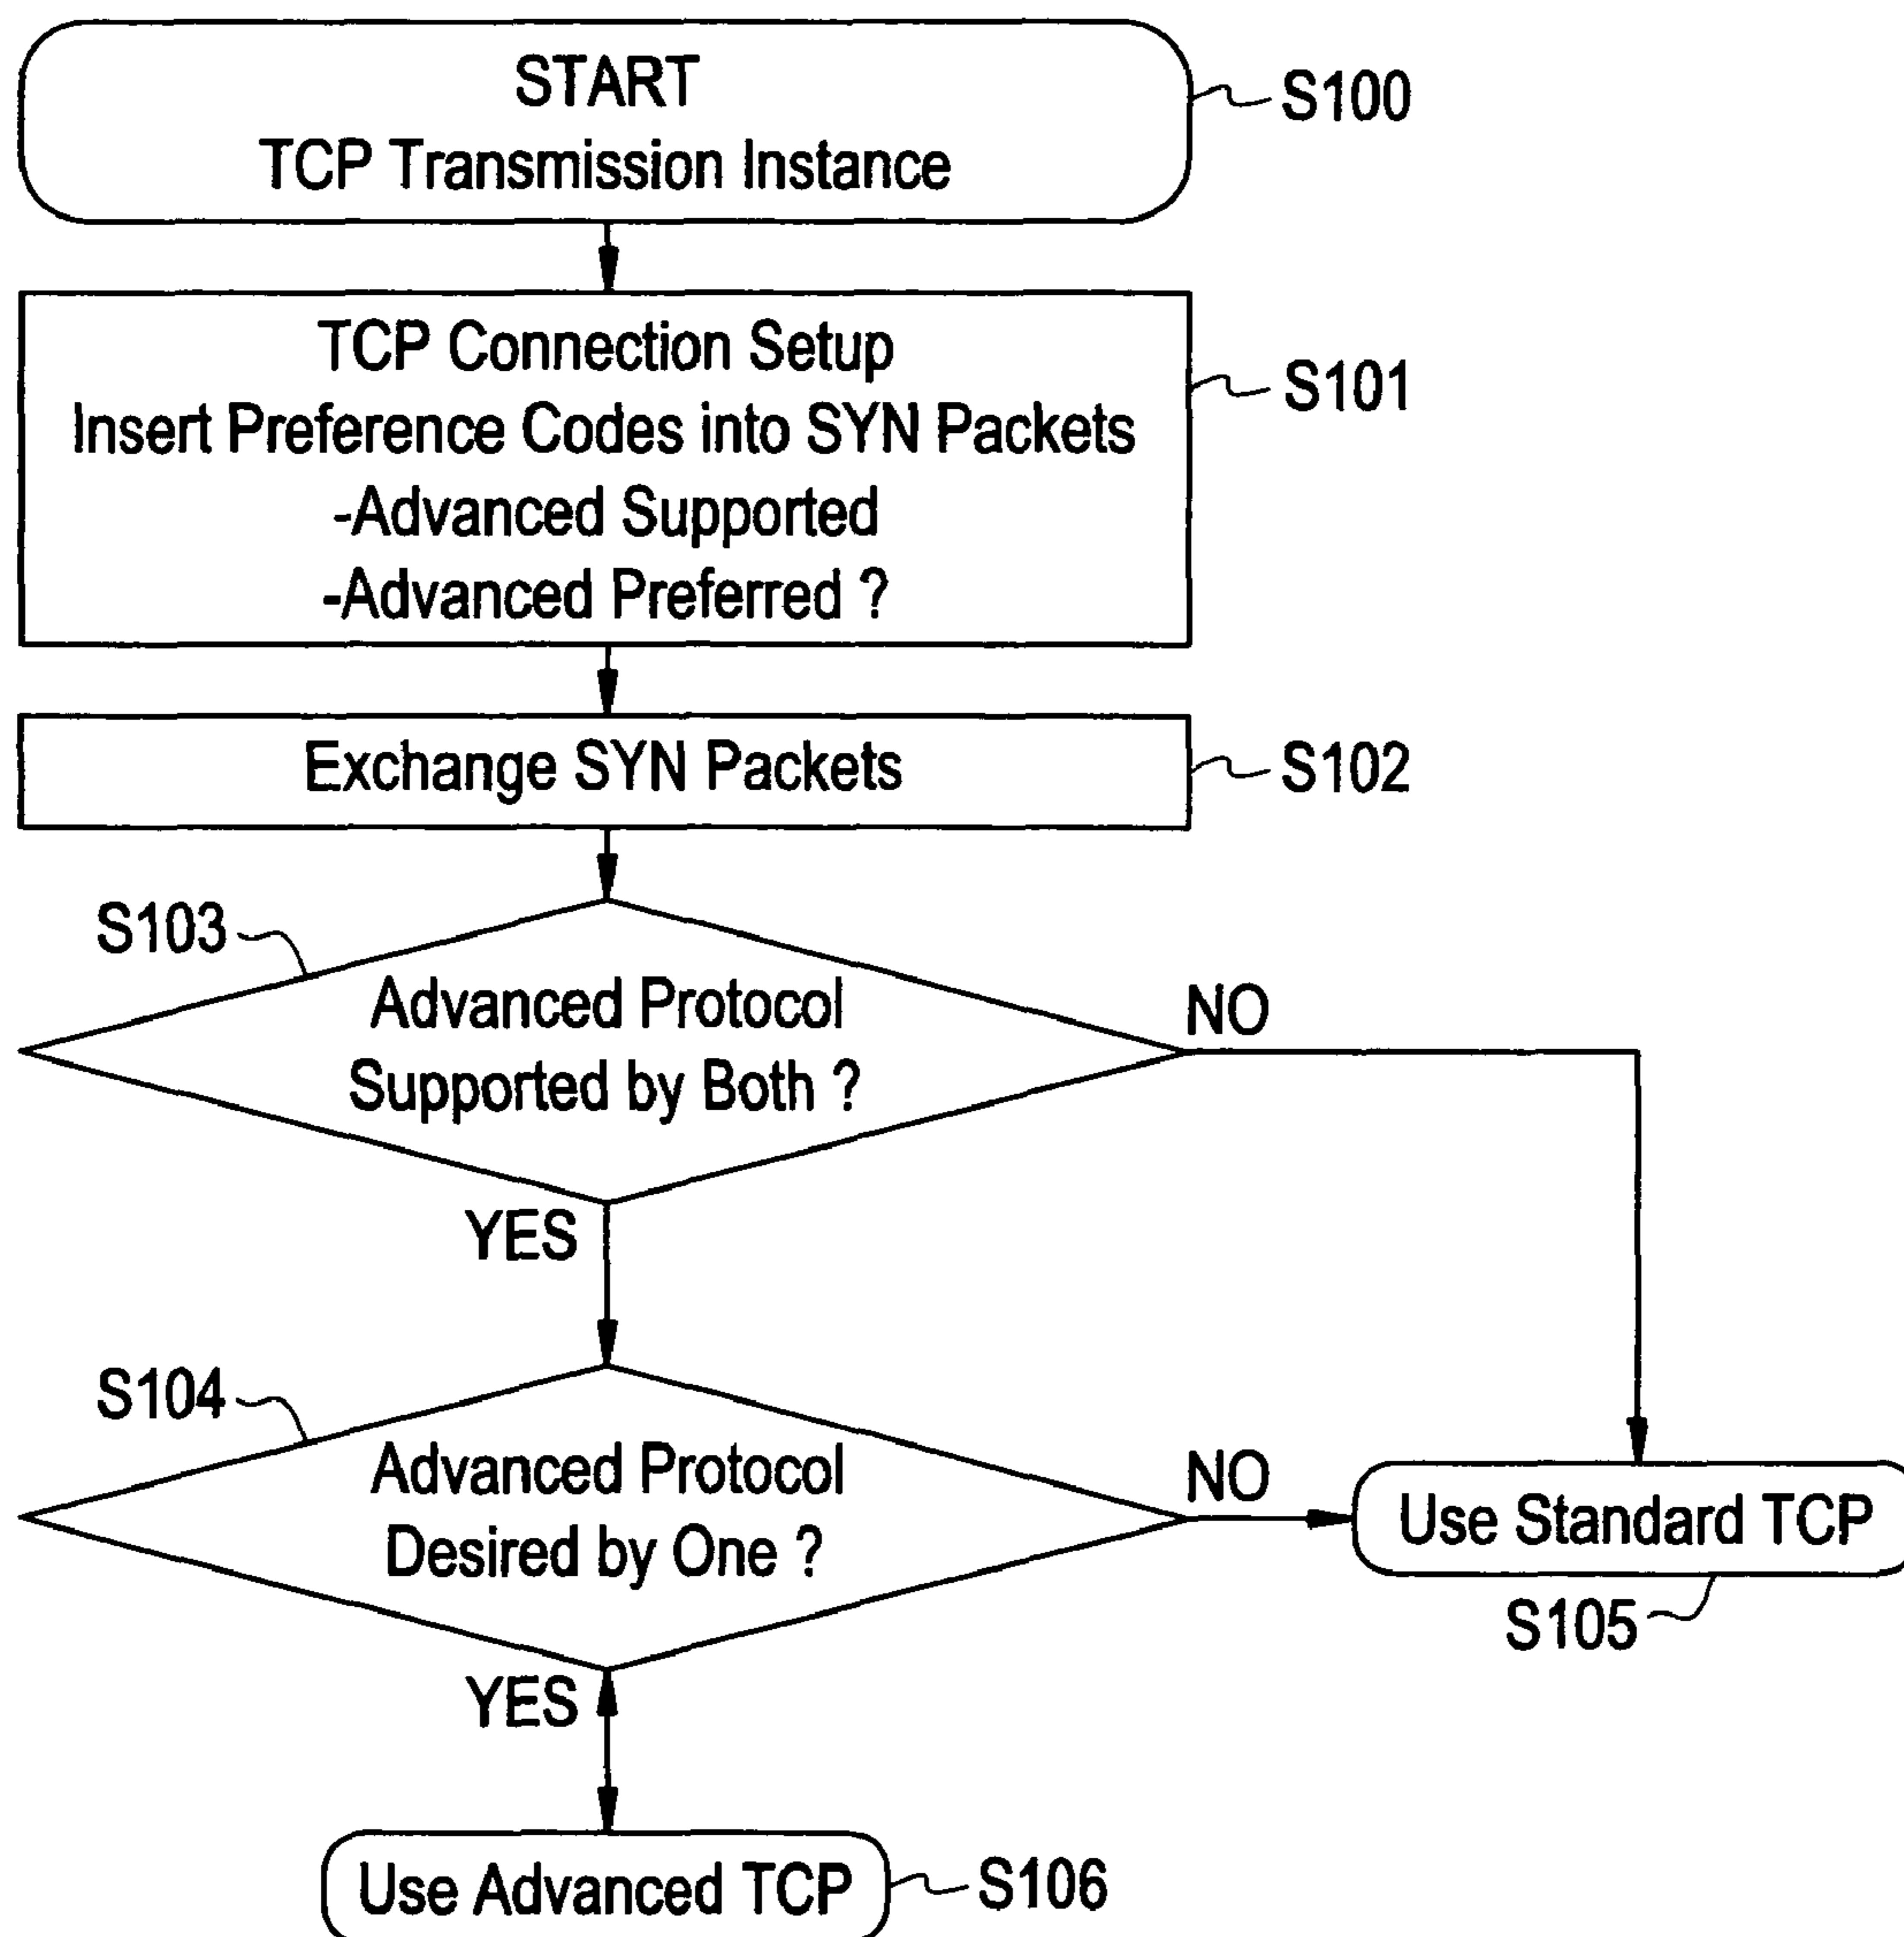 START
TCP Transmission Instance
S100
TCP Connection Setup
Insert Preference Codes into SYN Packets
-Advanced Supported
-Advanced Preferred ?
S101
Exchange SYN Packets
S102
S103
Advanced Protocol
Supported by Both ?
NO
YES
S104
Advanced Protocol
Desired by One ?
NO
Use Standard TCP
S105
YES
Use Advanced TCP
S106